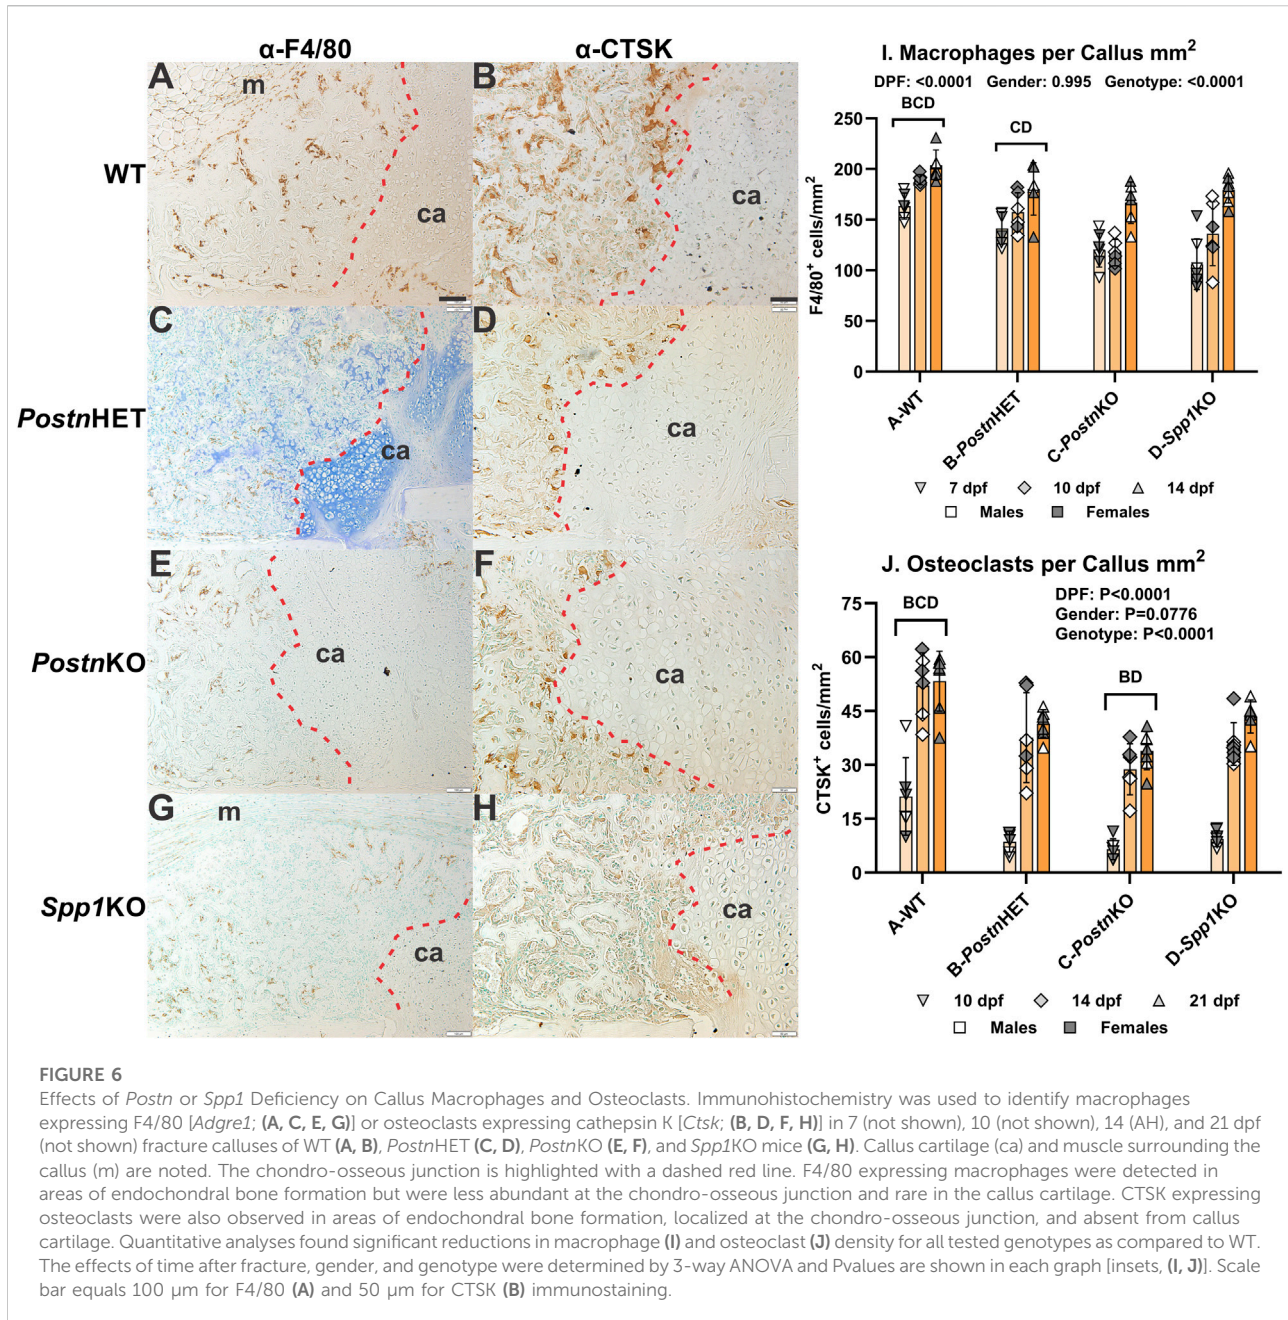 α-F4/80
α-CTSK
A
m
ca
B
ca
WT
C
ca
D
ca
PostnHET
E
ca
F
ca
PostnKO
G
m
ca
H
ca
Spp1KO
I. Macrophages per Callus mm²
DPF: <0.0001 Gender: 0.995 Genotype: <0.0001
BCD
CD
250
200
150
100
50
0
F4/80⁺ cells/mm²
A-WT
B-PostnHET
C-PostnKO
D-Spp1KO
7 dpf 10 dpf 14 dpf
Males Females
J. Osteoclasts per Callus mm²
DPF: P<0.0001
Gender: P=0.0776
Genotype: P<0.0001
BCD
BD
75
60
45
30
15
0
CTSK⁺ cells/mm²
A-WT
B-PostnHET
C-PostnKO
D-Spp1KO
10 dpf 14 dpf 21 dpf
Males Females
FIGURE 6
Effects of Postn or Spp1 Deficiency on Callus Macrophages and Osteoclasts. Immunohistochemistry was used to identify macrophages
expressing F4/80 [Adgre1; (A, C, E, G)] or osteoclasts expressing cathepsin K [Ctsk; (B, D, F, H)] in 7 (not shown), 10 (not shown), 14 (AH), and 21 dpf
(not shown) fracture calluses of WT (A, B), PostnHET (C, D), PostnKO (E, F), and Spp1KO mice (G, H). Callus cartilage (ca) and muscle surrounding the
callus (m) are noted. The chondro-osseous junction is highlighted with a dashed red line. F4/80 expressing macrophages were detected in
areas of endochondral bone formation but were less abundant at the chondro-osseous junction and rare in the callus cartilage. CTSK expressing
osteoclasts were also observed in areas of endochondral bone formation, localized at the chondro-osseous junction, and absent from callus
cartilage. Quantitative analyses found significant reductions in macrophage (I) and osteoclast (J) density for all tested genotypes as compared to WT.
The effects of time after fracture, gender, and genotype were determined by 3-way ANOVA and Pvalues are shown in each graph [insets, (I, J)]. Scale
bar equals 100 μm for F4/80 (A) and 50 μm for CTSK (B) immunostaining.